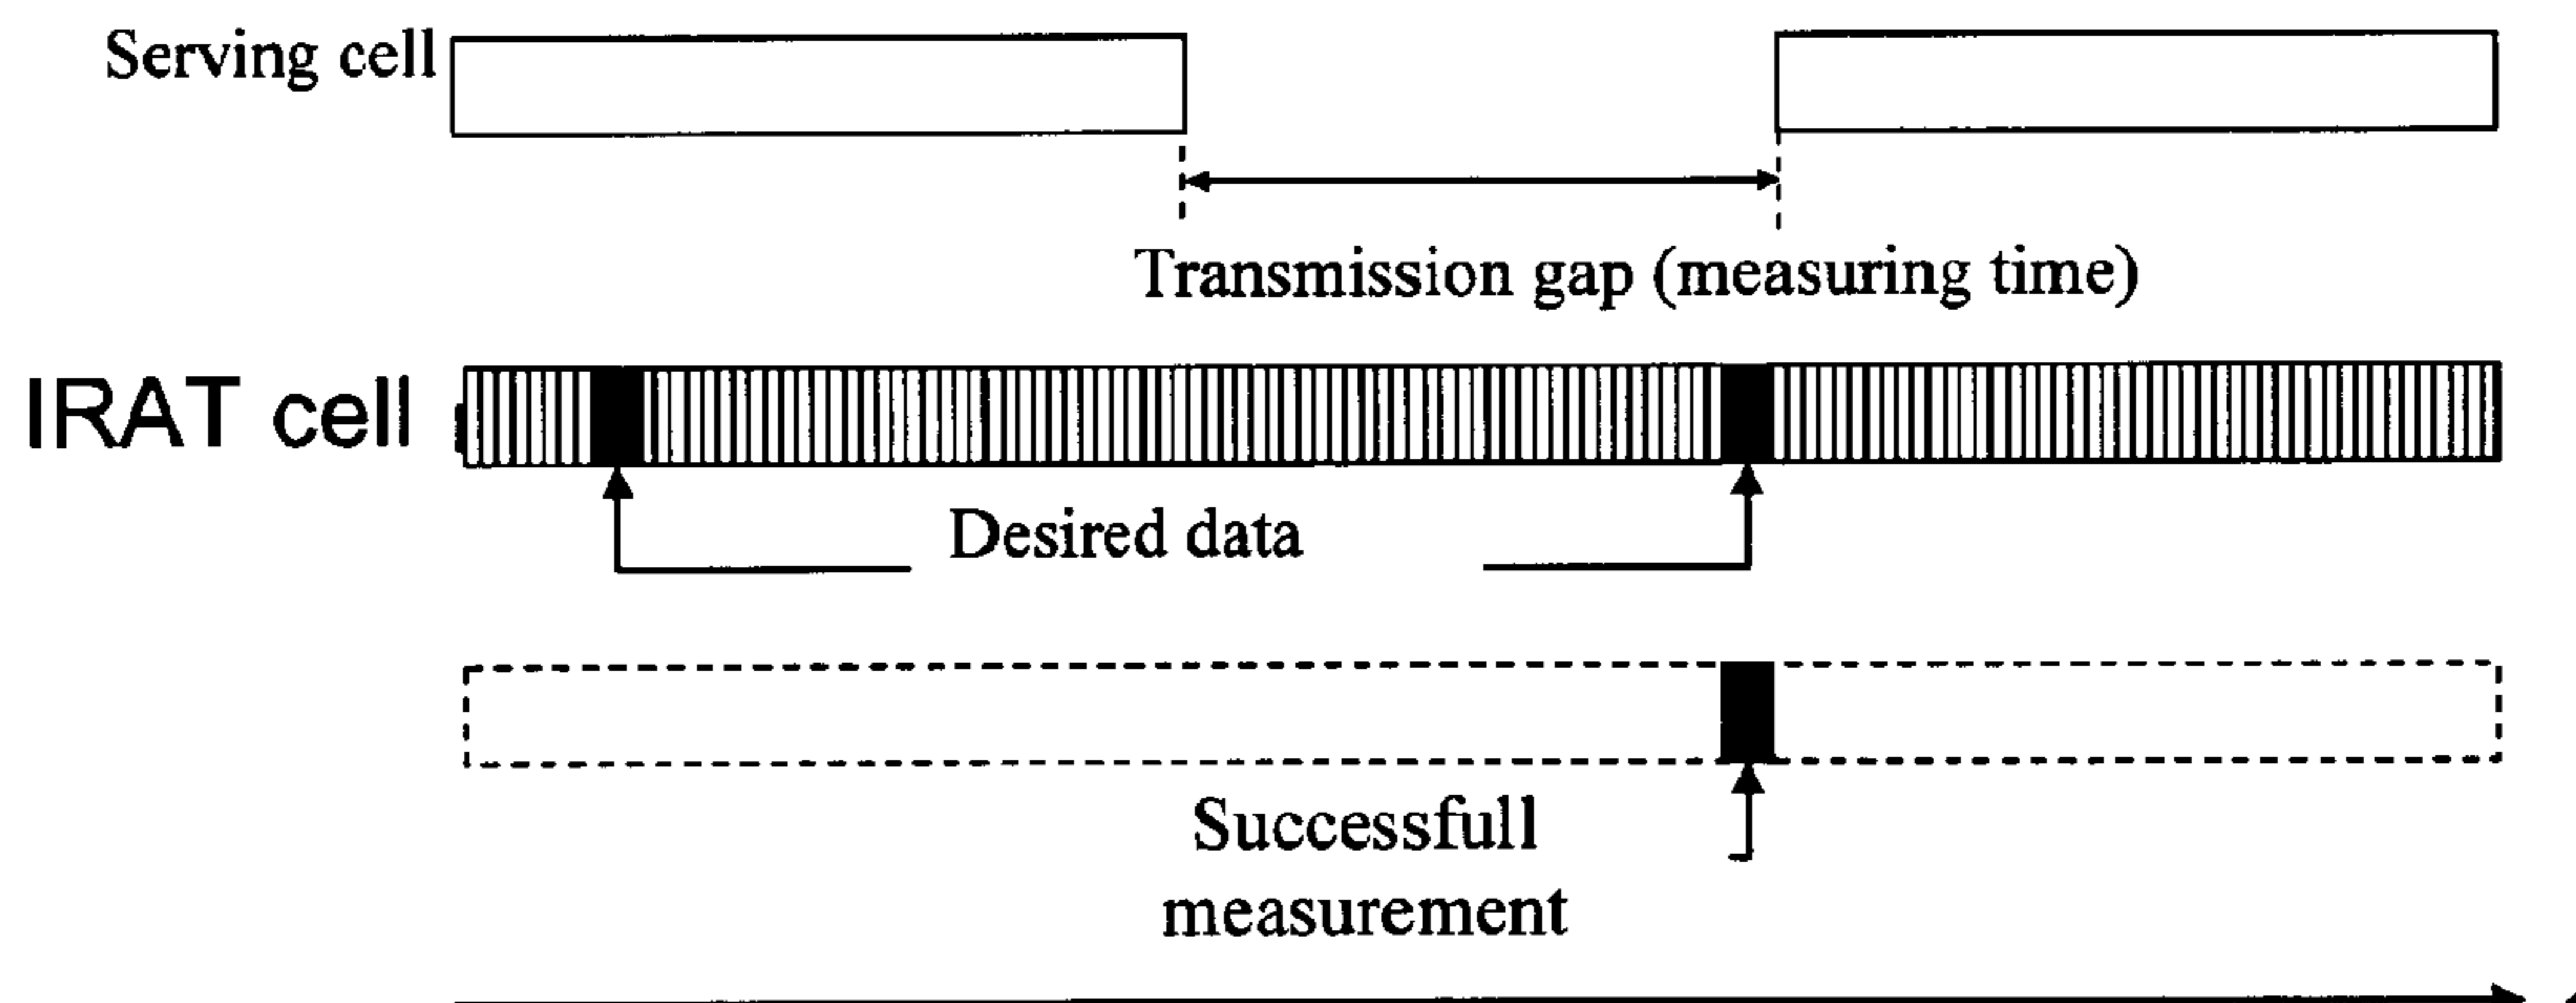 Serving cell
Transmission gap (measuring time)
IRAT cell
Desired data
Successfull
measurement